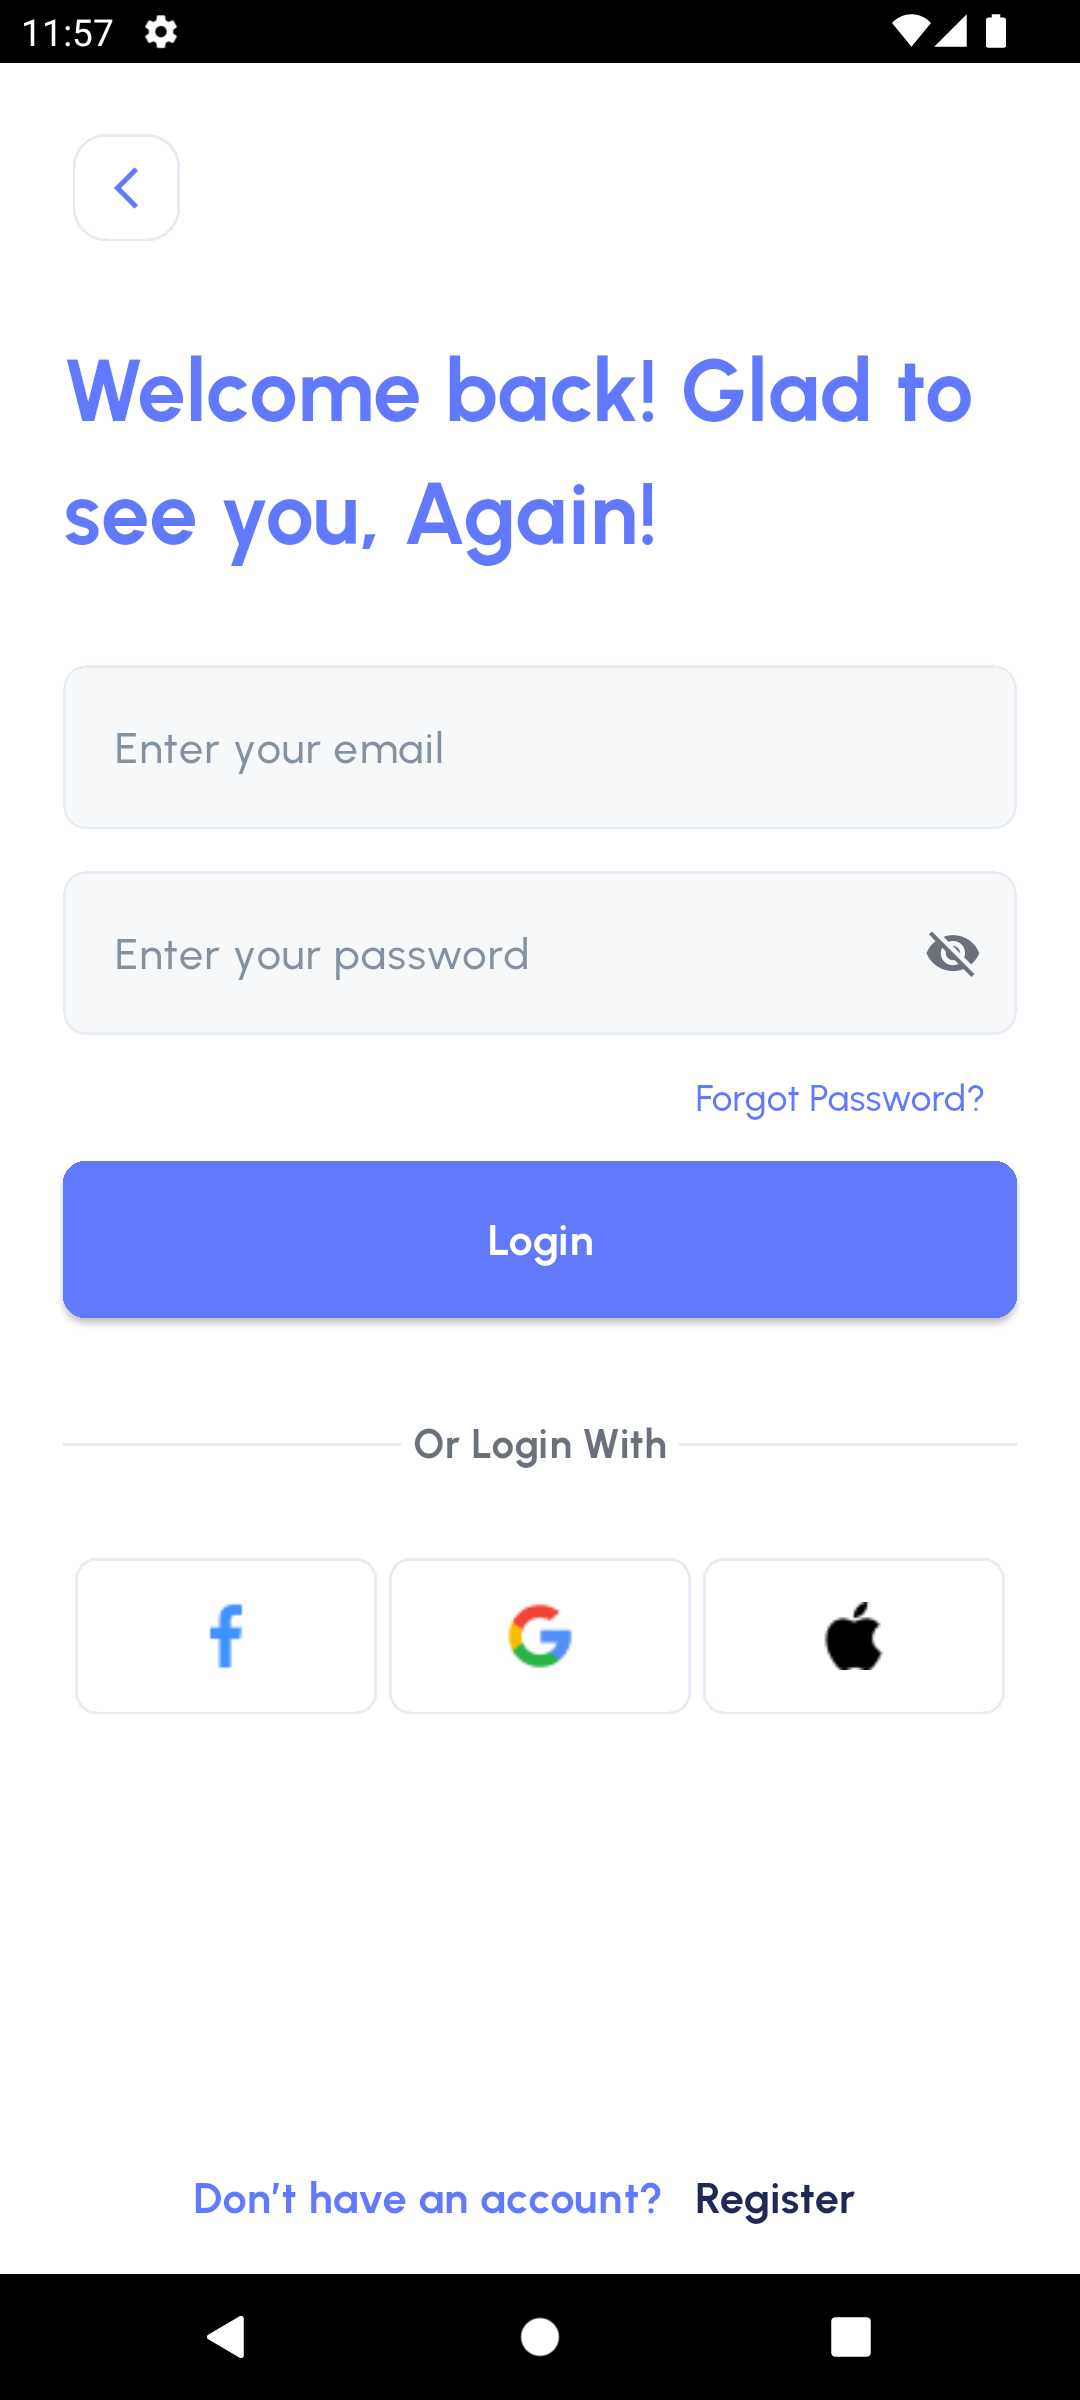 11:57
Welcome back! Glad to
see you, Again!
Enter your email
Enter your password
Forgot Password?
Login
Or Login With
Don't have an account? Register